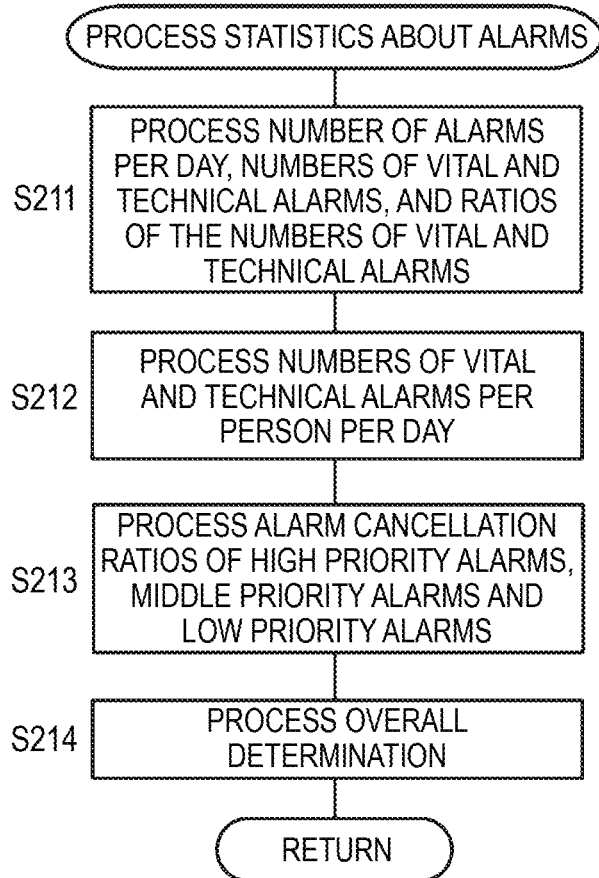 PROCESS STATISTICS ABOUT ALARMS
S211
PROCESS NUMBER OF ALARMS
PER DAY, NUMBERS OF VITAL AND
TECHNICAL ALARMS, AND RATIOS
OF THE NUMBERS OF VITAL AND
TECHNICAL ALARMS
S212
PROCESS NUMBERS OF VITAL
AND TECHNICAL ALARMS PER
PERSON PER DAY
S213
PROCESS ALARM CANCELLATION
RATIOS OF HIGH PRIORITY ALARMS,
MIDDLE PRIORITY ALARMS AND
LOW PRIORITY ALARMS
S214
PROCESS OVERALL
DETERMINATION
RETURN